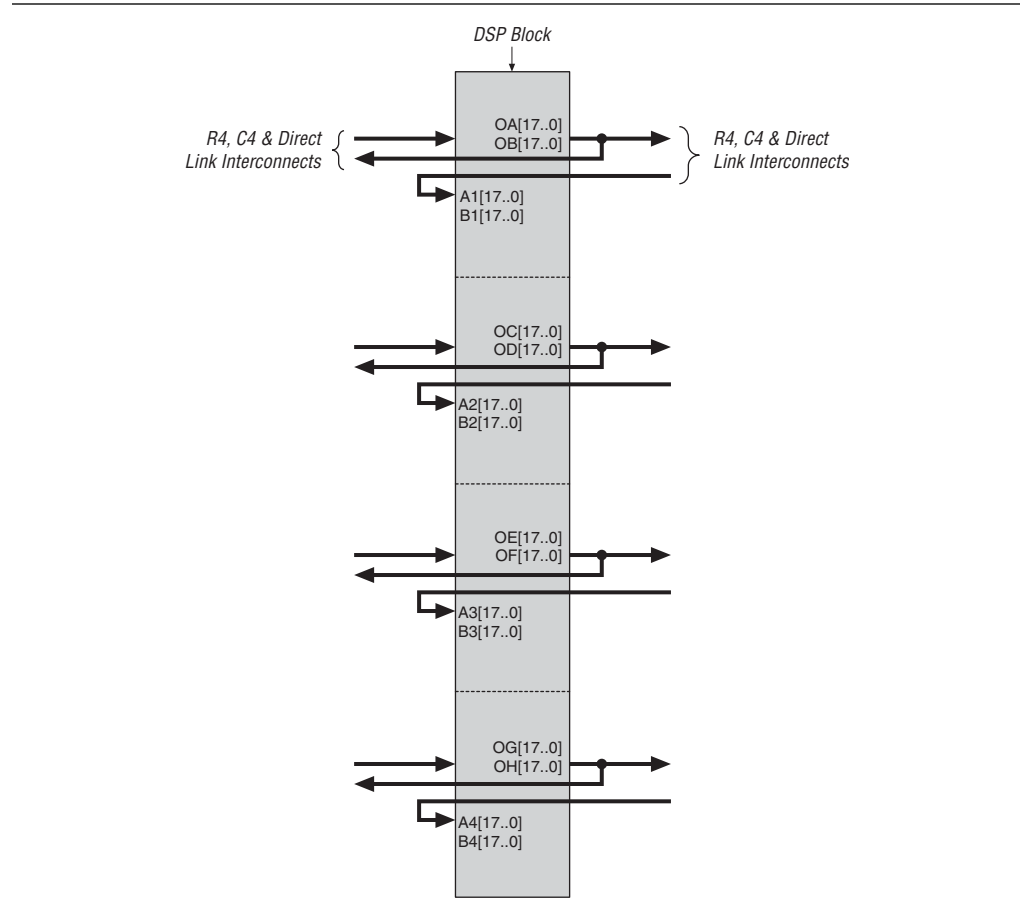 DSP Block
R4, C4 & Direct
Link Interconnects
OA[17..0]
OB[17..0]
R4, C4 & Direct
Link Interconnects
A1[17..0]
B1[17..0]
OC[17..0]
OD[17..0]
A2[17..0]
B2[17..0]
OE[17..0]
OF[17..0]
A3[17..0]
B3[17..0]
OG[17..0]
OH[17..0]
A4[17..0]
B4[17..0]